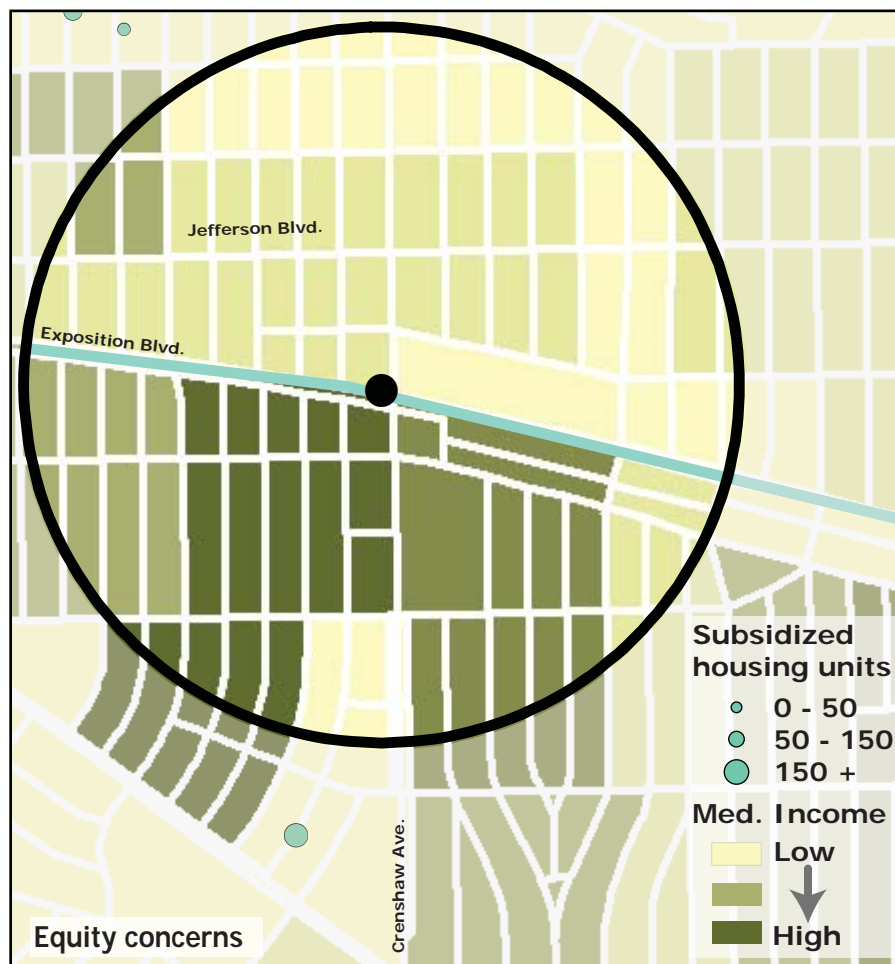 Jefferson Blvd.
Exposition Blvd.
Subsidized
housing units
0 - 50
50 - 150
150 +
Med. Income
Low
High
Crenshaw Ave.
Equity concerns